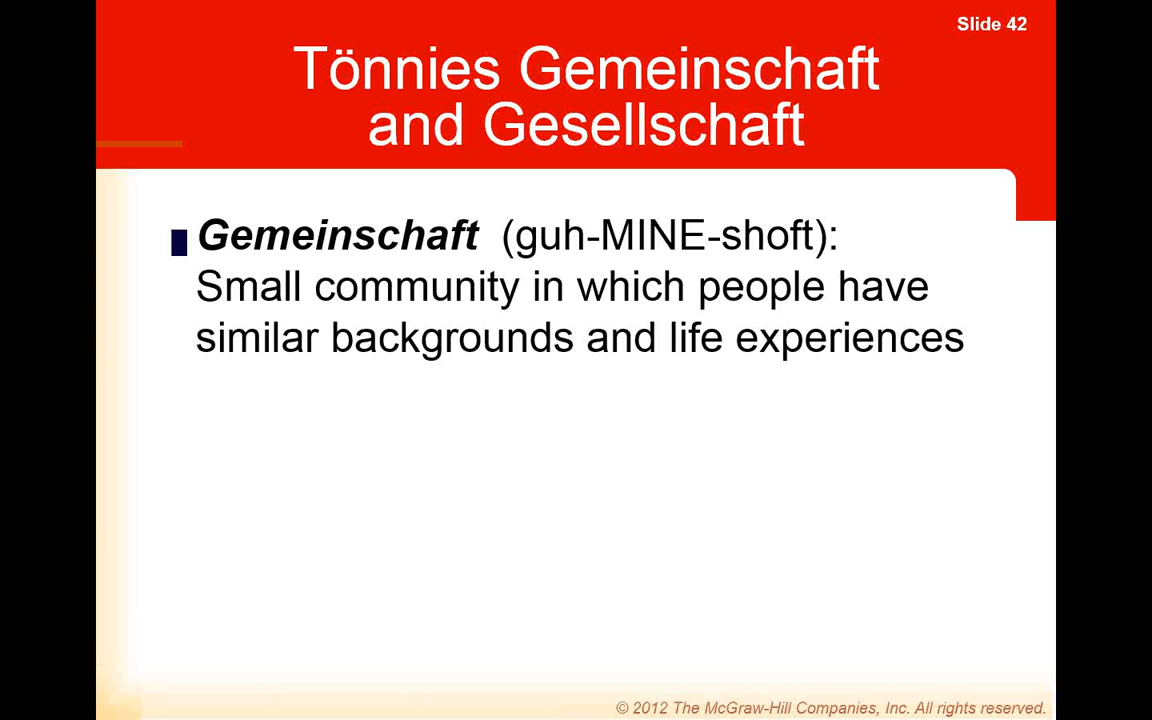 Slide 42
Tönnies Gemeinschaft
and Gesellschaft
Gemeinschaft (guh-MINE-shoft):
Small community in which people have
similar backgrounds and life experiences
© 2012 The McGraw-Hill Companies, Inc. All rights reserved.